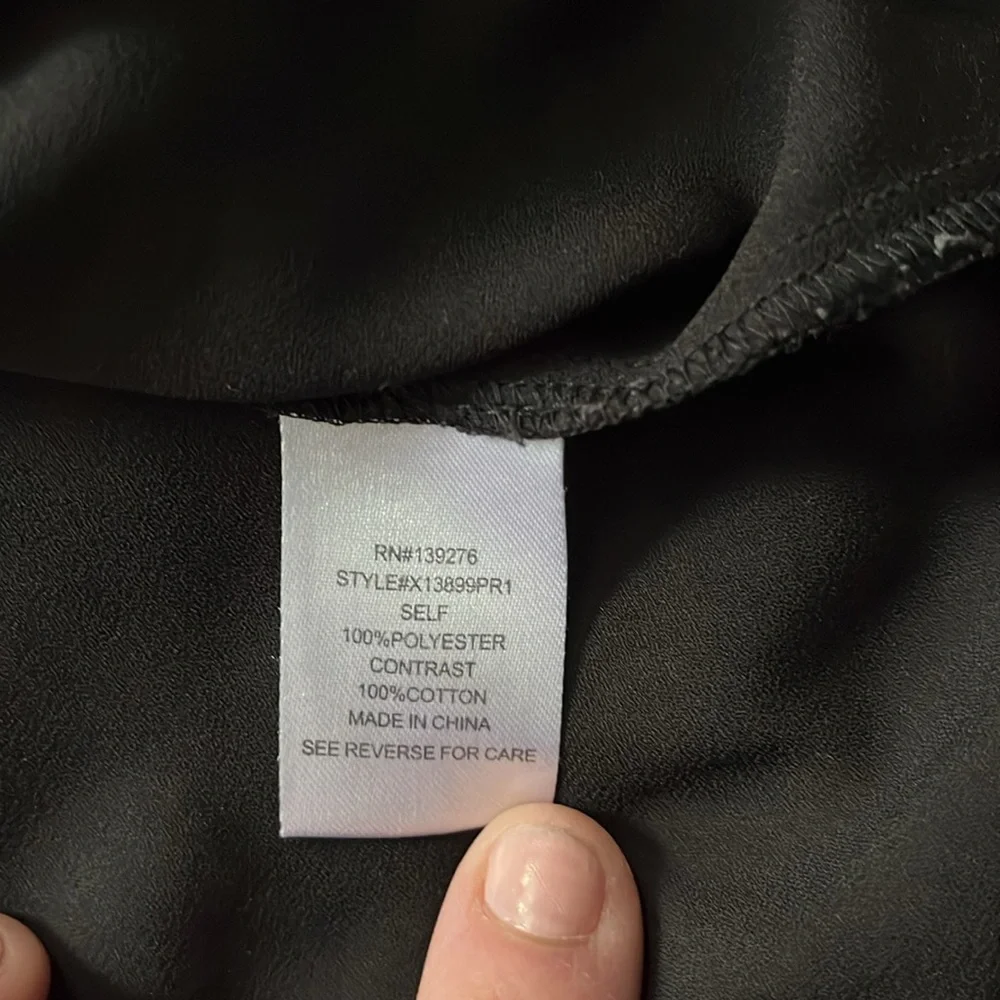 RN#139276
STYLE#X13899PR1
SELF
100%POLYESTER
CONTRAST
100%COTTON
MADE IN CHINA
SEE REVERSE FOR CARE